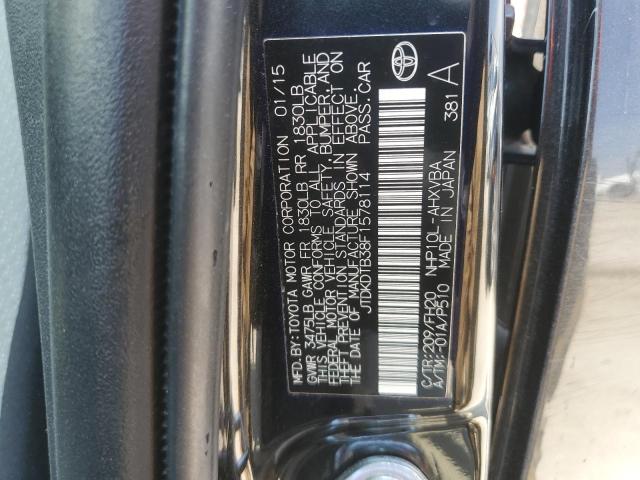 MFD. BY: TOYOTA MOTOR CORPORATION 01/15
GVWR 3475LB GAWR FR 1830LB RR 1830LB
THIS VEHICLE CONFORMS TO ALL APPLICABLE
FEDERAL MOTOR VEHICLE SAFETY, BUMPER, AND
THEFT PREVENTION STANDARDS IN EFFECT ON
THE DATE OF MANUFACTURE SHOWN ABOVE.
JTDKDTB38F1578114 PASS. CAR
C/TR: 209/FH20 NHP10L-AHXVBA
A/TM: -01A/P510 MADE IN JAPAN 381 A